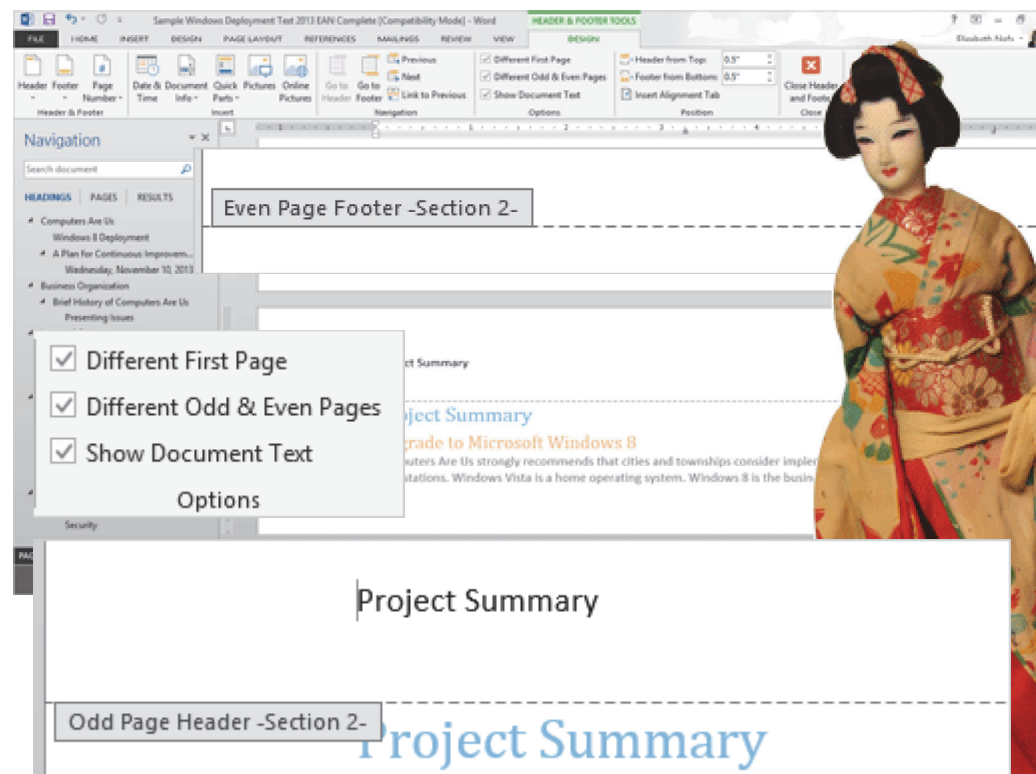 Sample Windows Deployment Text 2013 EAN Complete [Compatibility Mode] - Word
HEADER & FOOTER TOOLS
FILE HOME INSERT DESIGN PAGE LAYOUT REFERENCES MAILINGS REVIEW VIEW DESIGN
Header Footer Page Number
Date & Time Document Info Quick Parts Pictures Online Pictures
Go to Header Go to Footer
Previous
Next
Link to Previous
Different First Page
Different Odd & Even Pages
Show Document Text
Header from Top: 0.5"
Footer from Bottom: 0.5"
Insert Alignment Tab
Close Header
and Foote
Header & Footer Insert Navigation Options Position Close
Navigation
Search document
HEADINGS PAGES RESULTS
Computers Are Us
Windows 8 Deployment
A Plan for Continuous Improvem...
Wednesday, November 10, 2013
Business Organization
Brief History of Computers Are Us
Presenting Issues
Security
Even Page Footer -Section 2-
ct Summary
ject Summary
grade to Microsoft Windows 8
uters Are Us strongly recommends that cities and townships consider imple
stations. Windows Vista is a home operating system. Windows 8 is the busin
Different First Page
Different Odd & Even Pages
Show Document Text
Options
Project Summary
Odd Page Header -Section 2-
Project Summary